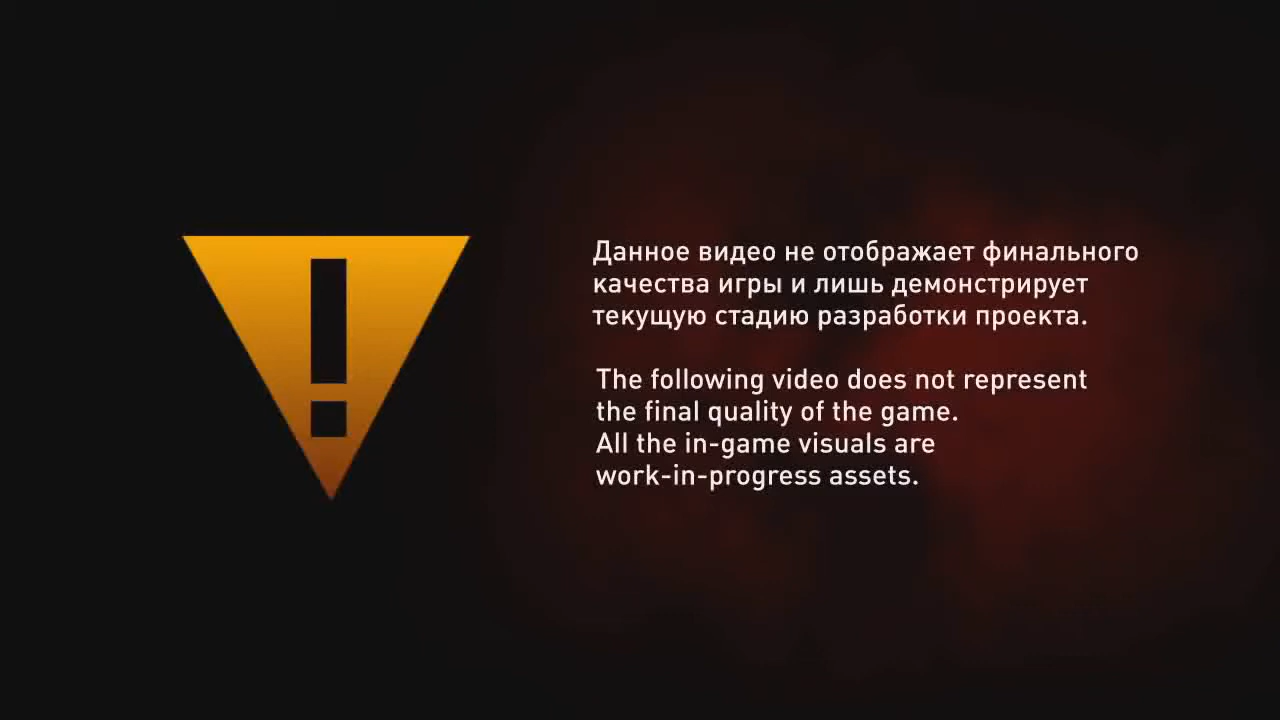 Данное видео не отображает финального
качества игры и лишь демонстрирует
текущую стадию разработки проекта.
The following video does not represent
the final quality of the game.
All the in-game visuals are
work-in-progress assets.